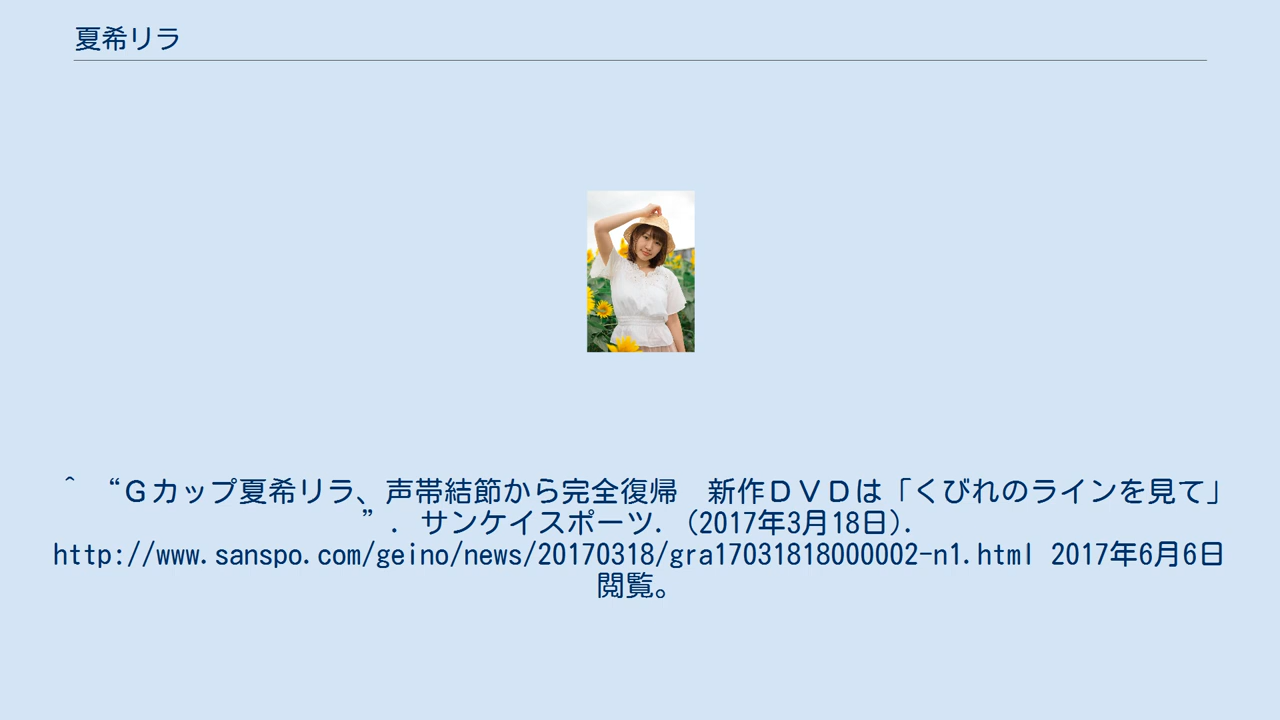 夏希リラ
^ “Ｇカップ夏希リラ、声帯結節から完全復帰　新作ＤＶＤは「くびれのラインを見て」
”. サンケイスポーツ. (2017年3月18日).
http://www.sanspo.com/geino/news/20170318/gra17031818000002-n1.html 2017年6月6日
閲覧。